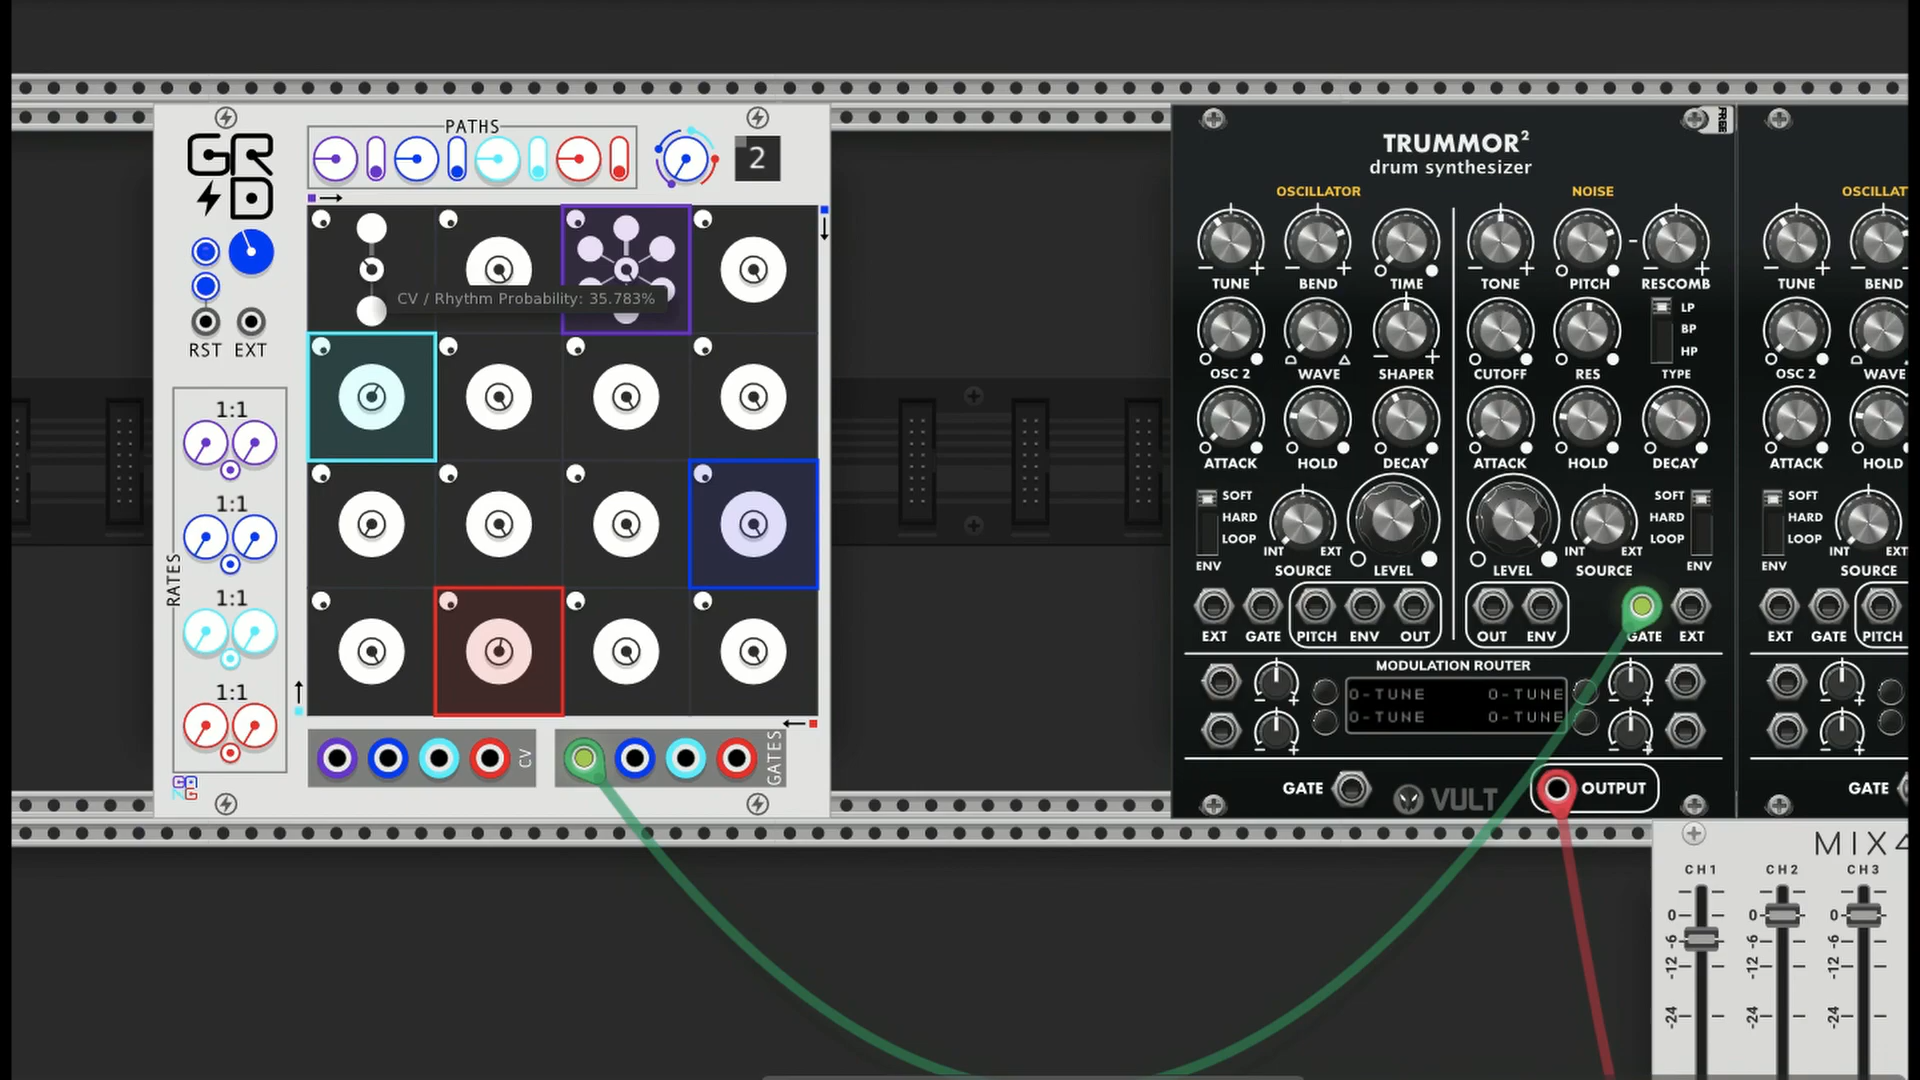 GRD
PATHS
2
CV / Rhythm Probability: 35.783%
RST EXT
1:1
1:1
1:1
1:1
RATES
CV
GATES
TRUMMOR²
drum synthesizer
FREE
OSCILLATOR NOISE
TUNE BEND TIME TONE PITCH RESCOMB
LP
BP
HP
OSC 2 WAVE SHAPER CUTOFF RES TYPE
ATTACK HOLD DECAY ATTACK HOLD DECAY
SOFT
HARD
LOOP
ENV
INT EXT
SOURCE
LEVEL
LEVEL
INT EXT
SOURCE
SOFT
HARD
LOOP
ENV
EXT GATE PITCH ENV OUT OUT ENV GATE EXT
MODULATION ROUTER
O-TUNE O-TUNE
O-TUNE O-TUNE
GATE VULT OUTPUT
OSCILLAT
TUNE BEND
OSC 2 WAVE
ATTACK HOLD
SOFT
HARD
LOOP
ENV
INT EXT
SOURCE
EXT GATE PITCH
GATE
MIX4
CH1 CH2 CH3
0 0 0
-6 -6 -6
-12 -12 -12
-24 -24 -24